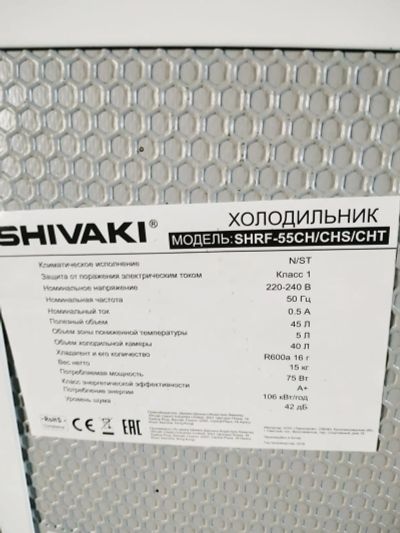 SHIVAKI®
ХОЛОДИЛЬНИК
МОДЕЛЬ: SHRF-55CH/CHS/CHT
Климатическое исполнение N/ST
Защита от поражения электрическим током Класс 1
Номинальное напряжение 220-240 В
Номинальная частота 50 Гц
Номинальный ток 0.5 А
Полезный объем 45 Л
Объем зоны пониженной температуры 5 Л
Объем холодильной камеры 40 Л
Хладагент и его количество R600a 16 г
Вес нетто 15 кг
Потребляемая мощность 75 Вт
Класс энергетической эффективности A+
Потребление энергии 106 кВт/год
Уровень шума 42 дБ
RoHS
CE EAC